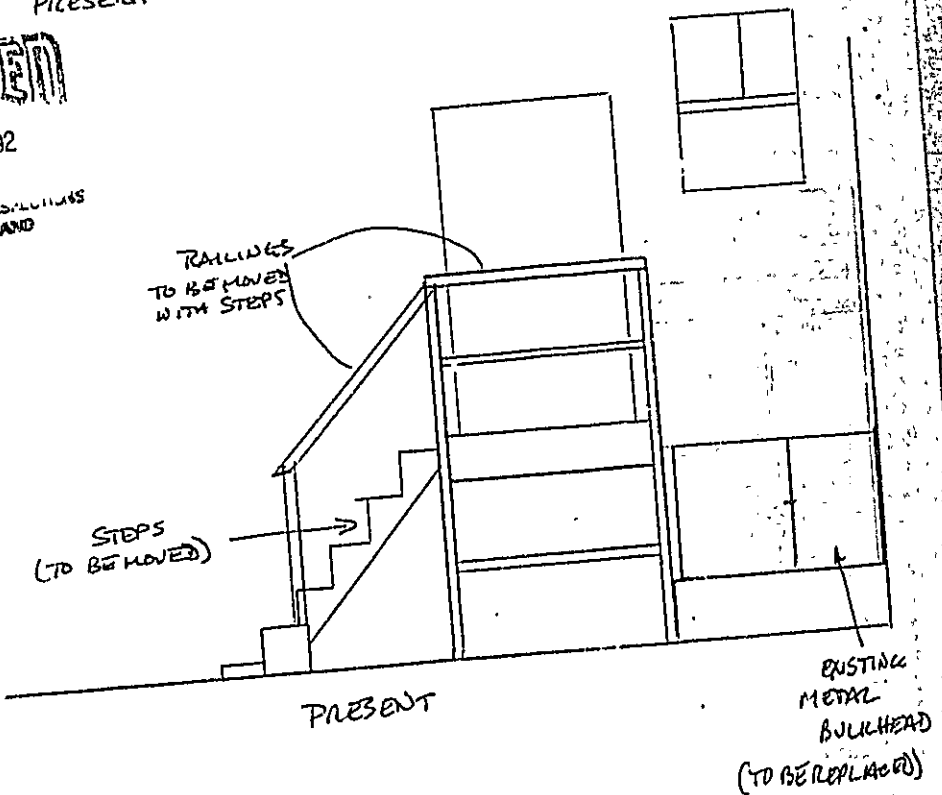 PRESENT
92
AND
RAILINGS
TO BE MOVED
WITH STEPS
STEPS
(TO BE MOVED)
PRESENT
EXISTING
METAL
BULKHEAD
(TO BE REPLACED)